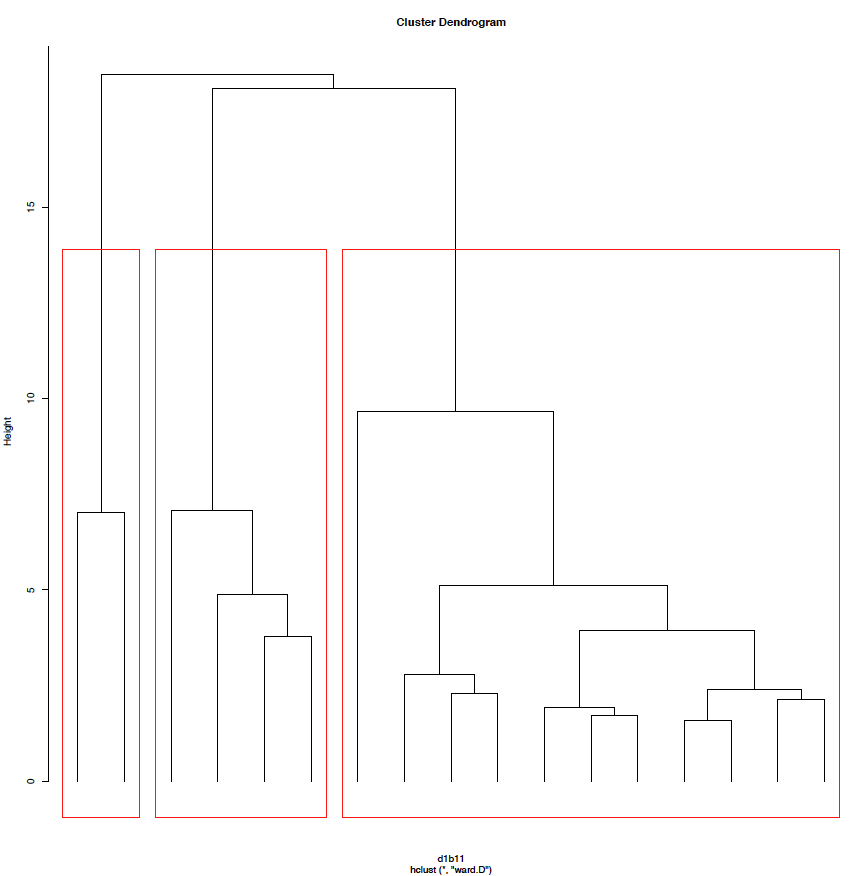 Cluster Dendrogram
15
10
5
0
Height
d1b11
hclust (", "ward.D")